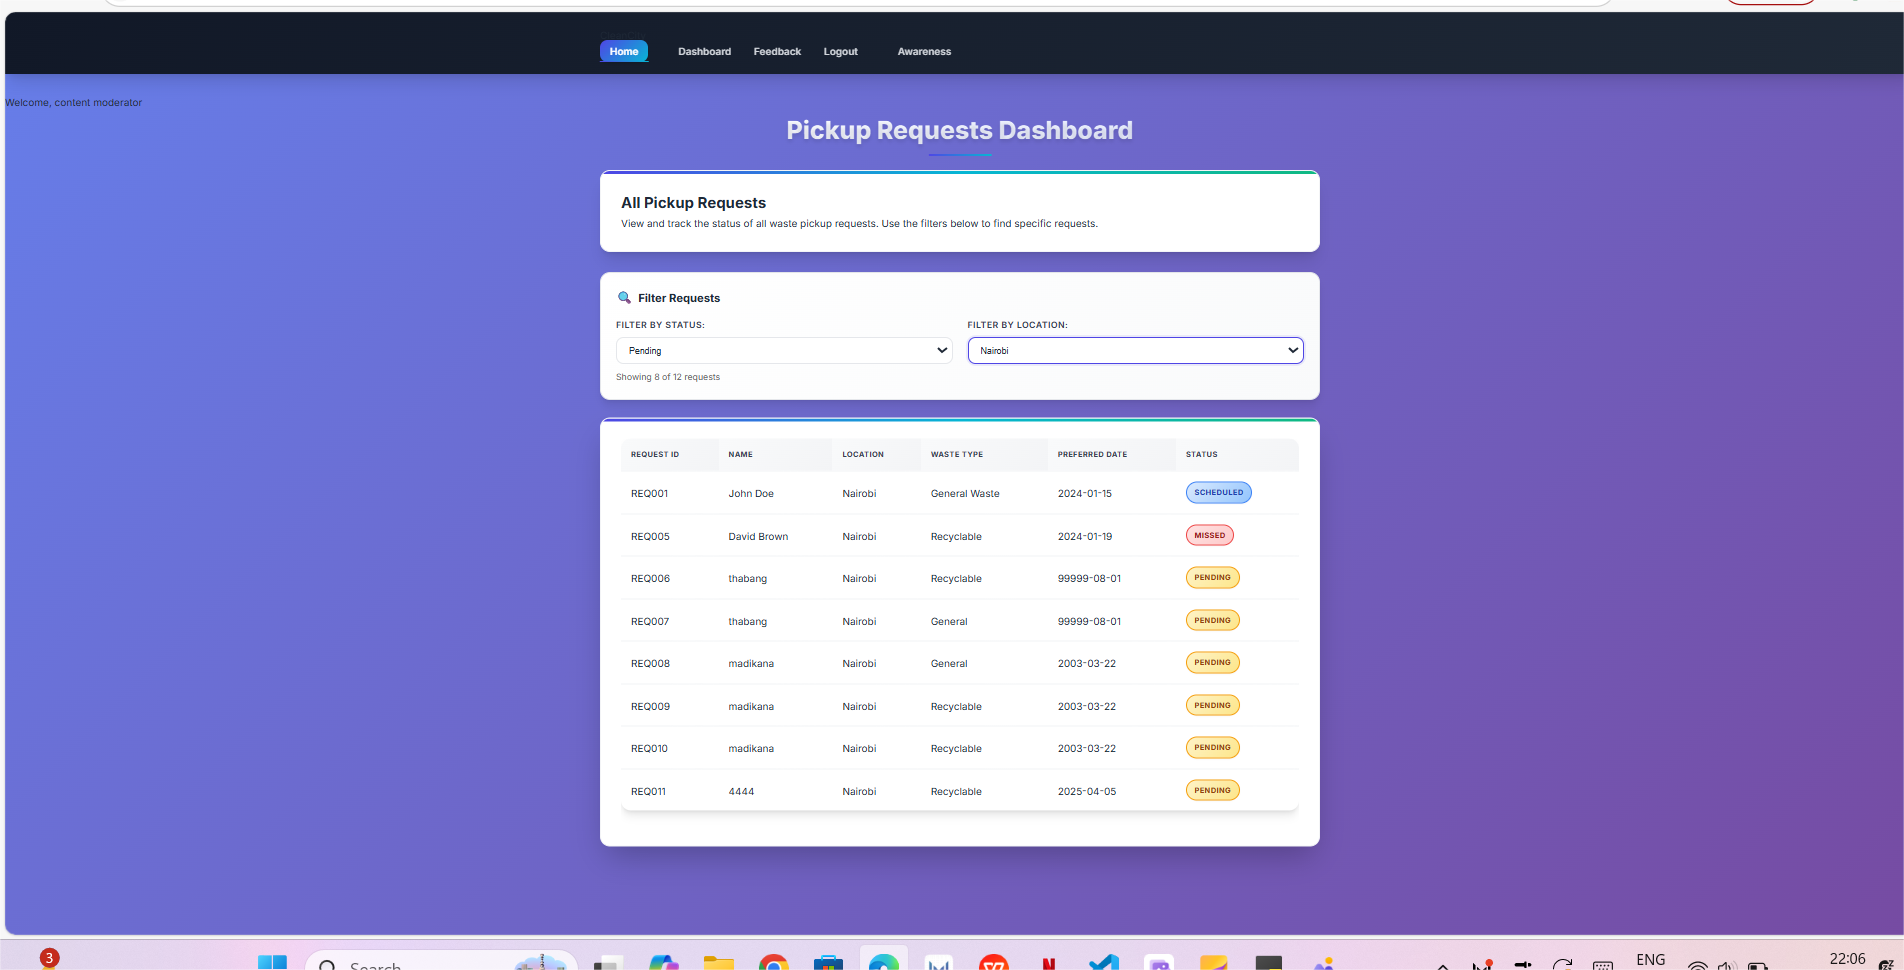 Home Dashboard Feedback Logout Awareness
Welcome, content moderator
Pickup Requests Dashboard
All Pickup Requests
View and track the status of all waste pickup requests. Use the filters below to find specific requests.
Filter Requests
FILTER BY STATUS: FILTER BY LOCATION:
Pending Nairobi
Showing 8 of 12 requests
REQUEST ID NAME LOCATION WASTE TYPE PREFERRED DATE STATUS
REQ001 John Doe Nairobi General Waste 2024-01-15 SCHEDULED
REQ005 David Brown Nairobi Recyclable 2024-01-19 MISSED
REQ006 thabang Nairobi Recyclable 99999-08-01 PENDING
REQ007 thabang Nairobi General 99999-08-01 PENDING
REQ008 madikana Nairobi General 2003-03-22 PENDING
REQ009 madikana Nairobi Recyclable 2003-03-22 PENDING
REQ010 madikana Nairobi Recyclable 2003-03-22 PENDING
REQ011 4444 Nairobi Recyclable 2025-04-05 PENDING
3 Search ENG 22:06